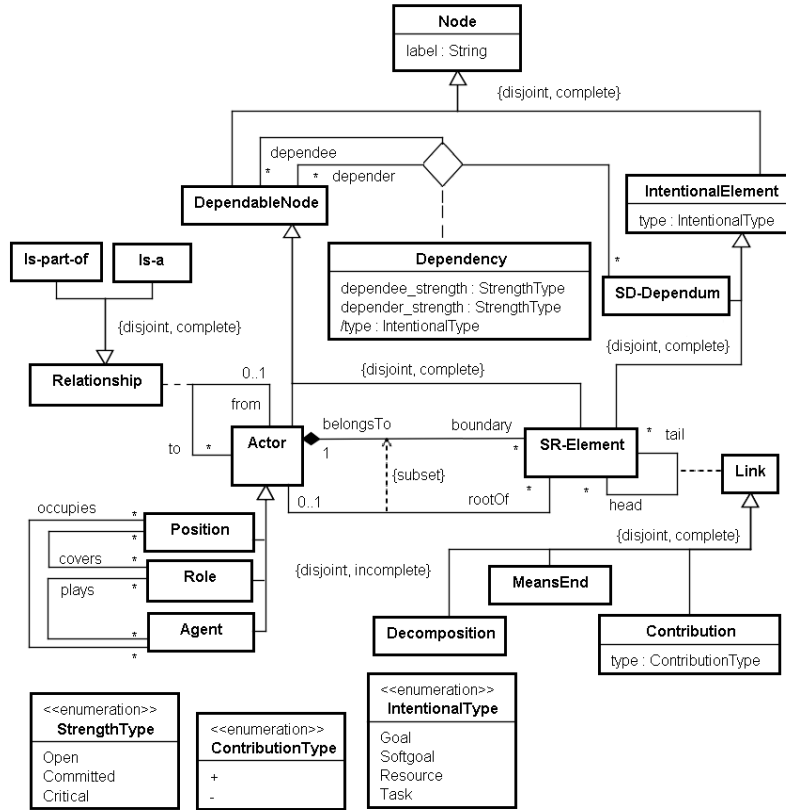 Node
label : String
{disjoint, complete}
dependee
*
*
depender
DependableNode
IntentionalElement
type : IntentionalType
Is-part-of
Is-a
Dependency
dependee_strength : StrengthType
depender_strength : StrengthType
/type : IntentionalType
*
SD-Dependum
{disjoint, complete}
{disjoint, complete}
{disjoint, complete}
Relationship
0..1
from
to
*
Actor
belongsTo
1
boundary
*
SR-Element
*
tail
Link
{subset}
0..1
rootOf
*
*
head
occupies
*
Position
*
covers
*
Role
plays
*
{disjoint, incomplete}
{disjoint, complete}
MeansEnd
*
Agent
*
Decomposition
Contribution
type : ContributionType
<<enumeration>>
StrengthType
Open
Committed
Critical
<<enumeration>>
ContributionType
+
-
<<enumeration>>
IntentionalType
Goal
Softgoal
Resource
Task